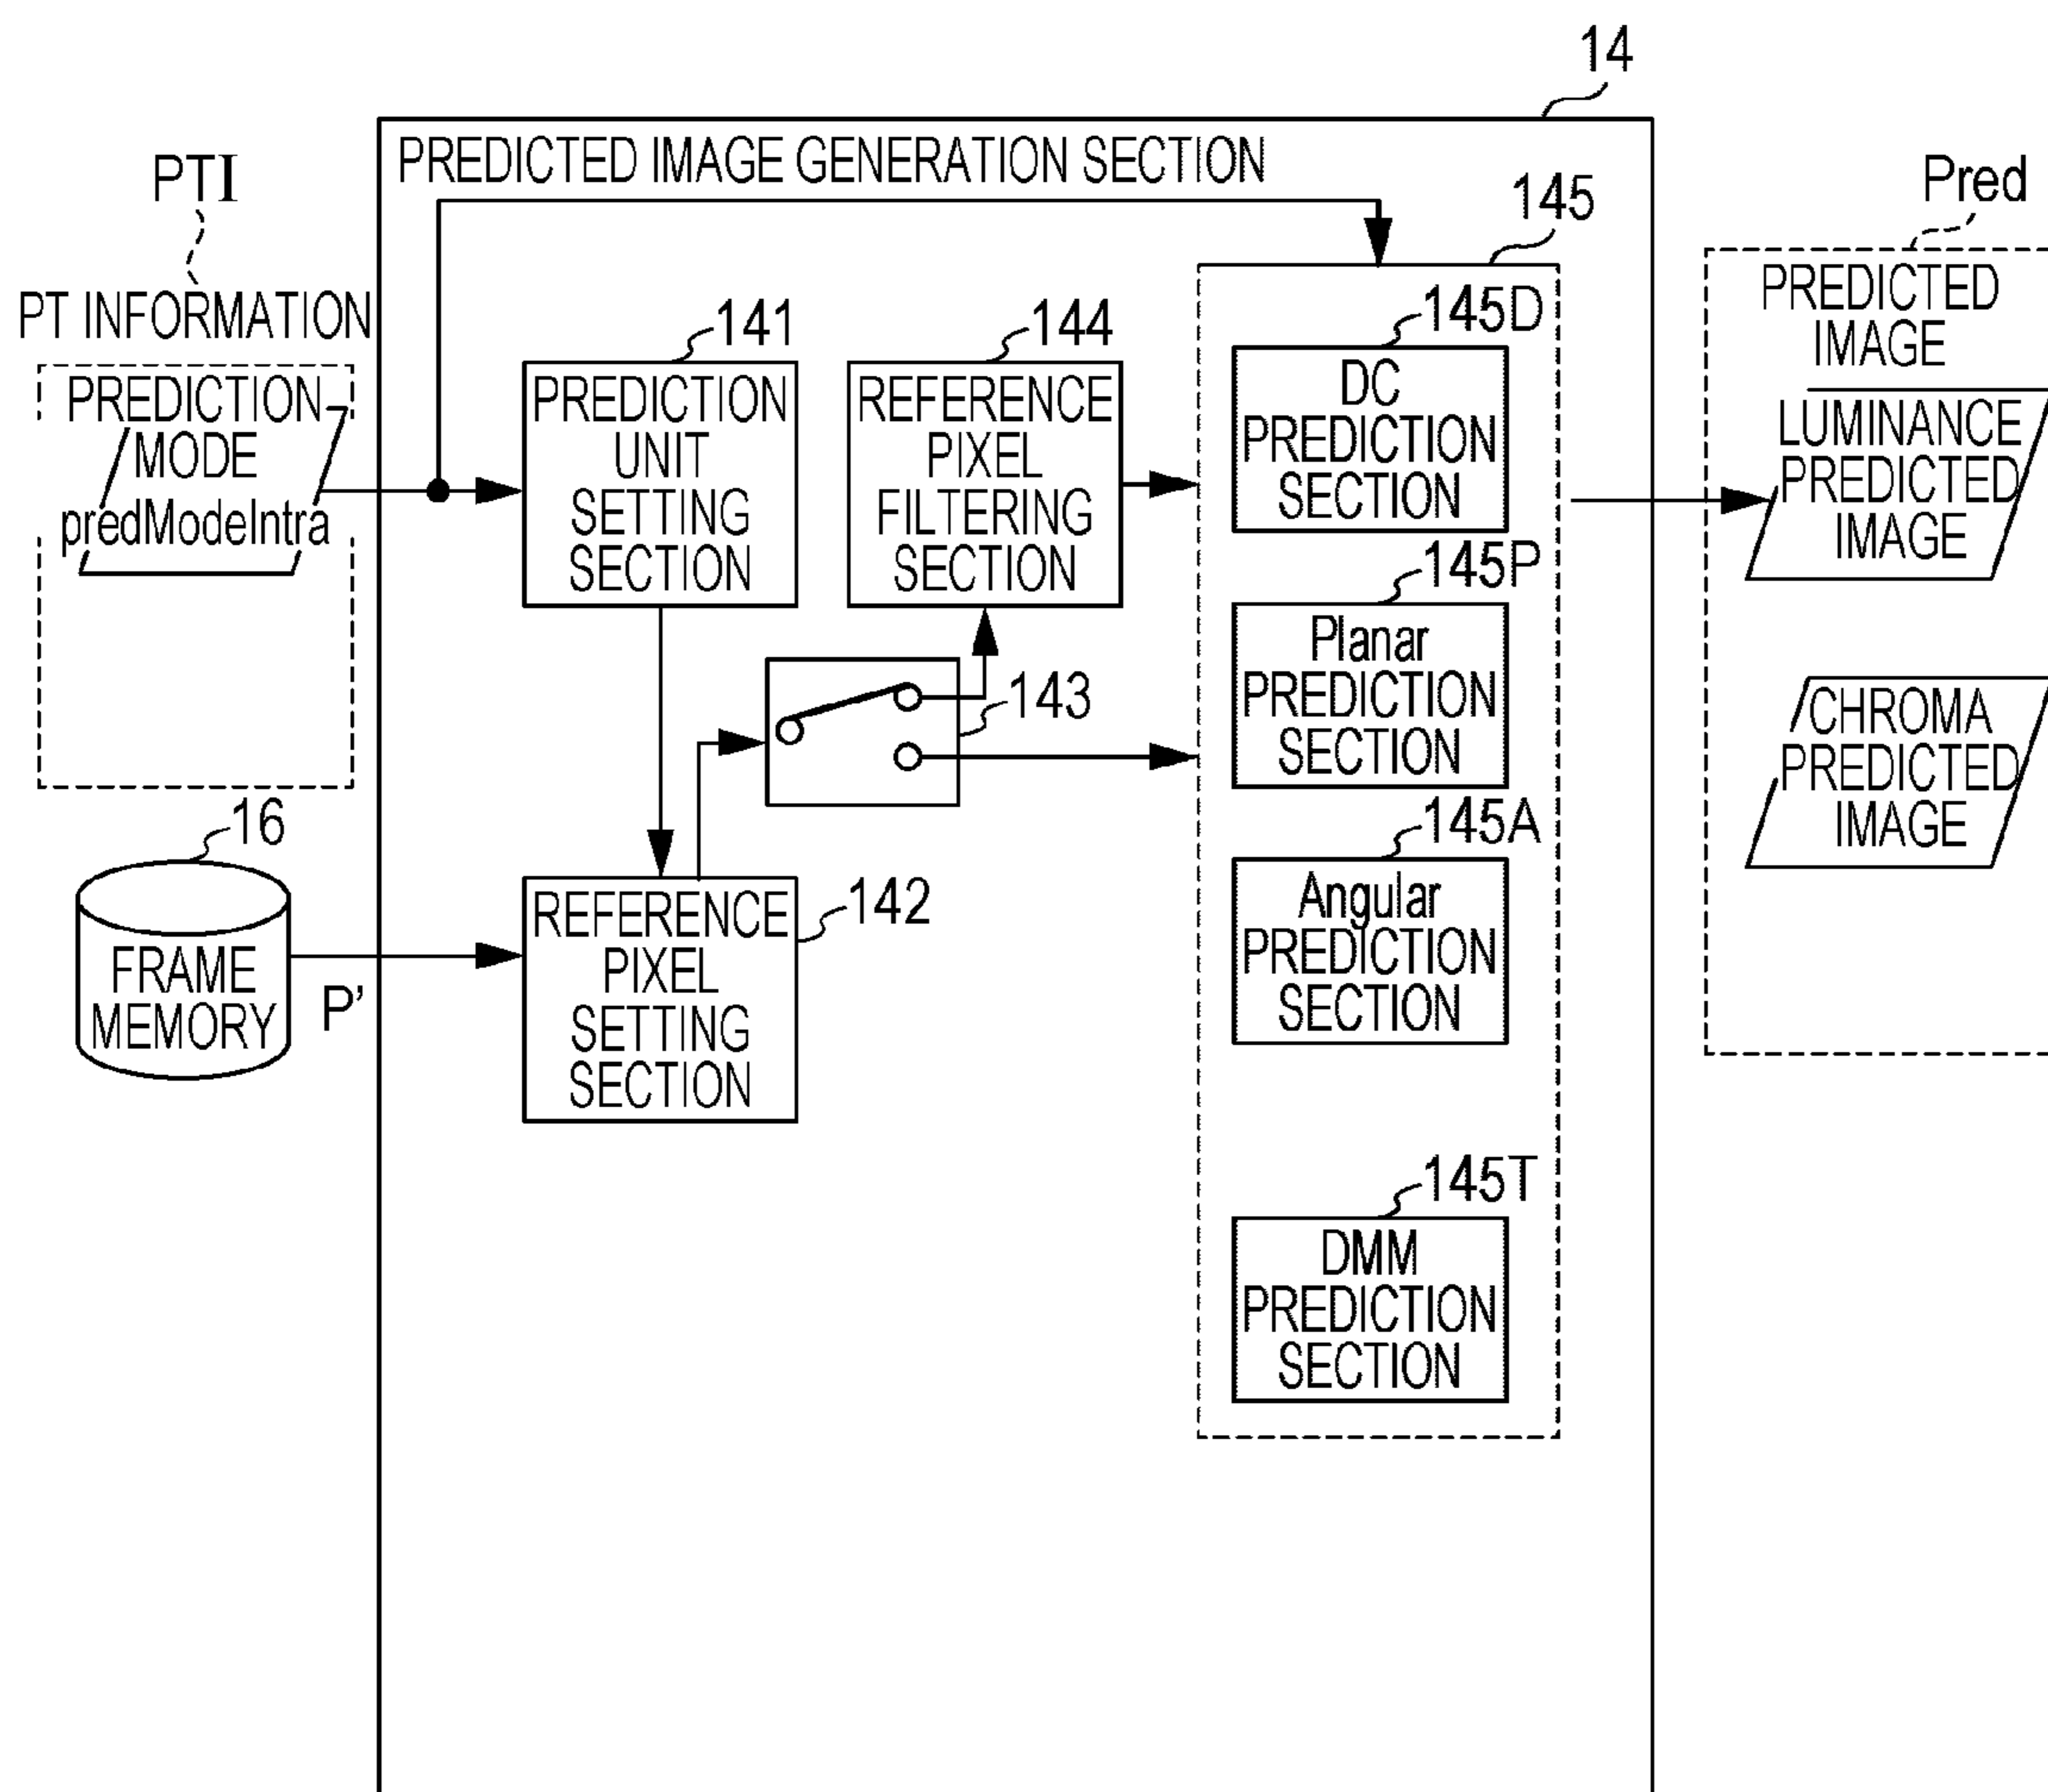 14
PREDICTED IMAGE GENERATION SECTION
PTI
PT INFORMATION
PREDICTION
MODE
predModeIntra
141
PREDICTION
UNIT
SETTING
SECTION
144
REFERENCE
PIXEL
FILTERING
SECTION
143
16
FRAME
MEMORY
P'
142
REFERENCE
PIXEL
SETTING
SECTION
145
145D
DC
PREDICTION
SECTION
145P
Planar
PREDICTION
SECTION
145A
Angular
PREDICTION
SECTION
145T
DMM
PREDICTION
SECTION
Pred
PREDICTED
IMAGE
LUMINANCE
PREDICTED
IMAGE
CHROMA
PREDICTED
IMAGE